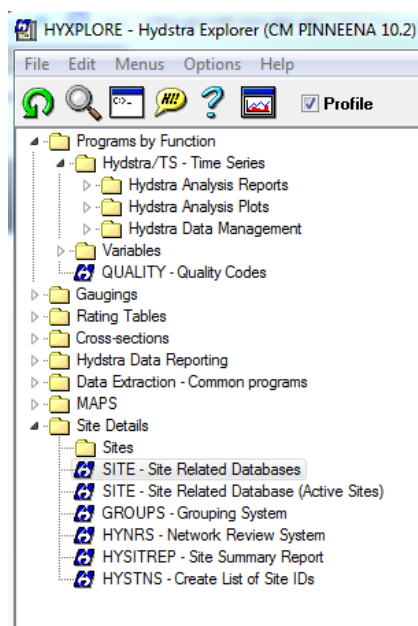 HYXPLORE - Hydstra Explorer (CM PINNEENA 10.2)
File Edit Menus Options Help
C:>_ HI!! ? Profile
Programs by Function
Hydstra/TS - Time Series
Hydstra Analysis Reports
Hydstra Analysis Plots
Hydstra Data Management
Variables
QUALITY - Quality Codes
Gaugings
Rating Tables
Cross-sections
Hydstra Data Reporting
Data Extraction - Common programs
MAPS
Site Details
Sites
SITE - Site Related Databases
SITE - Site Related Database (Active Sites)
GROUPS - Grouping System
HYNRS - Network Review System
HYSITREP - Site Summary Report
HYSTNS - Create List of Site IDs